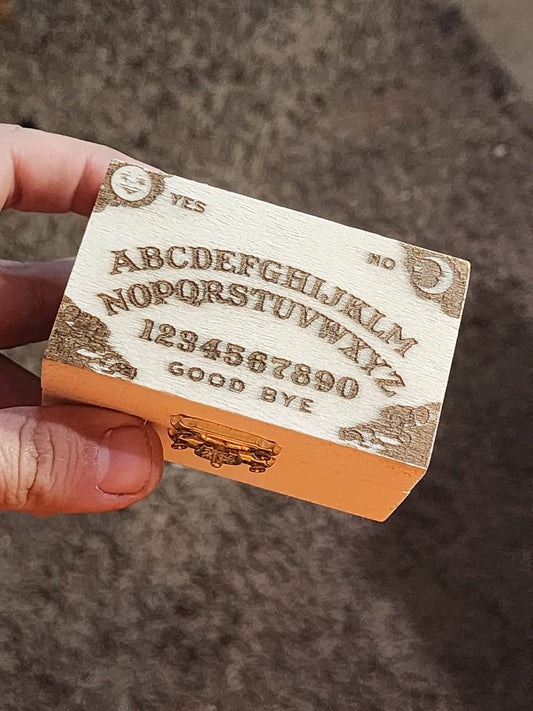 YES NO
ABCDEFGHIJKLM
NOPQRSTUVWXYZ
1234567890
GOOD BYE